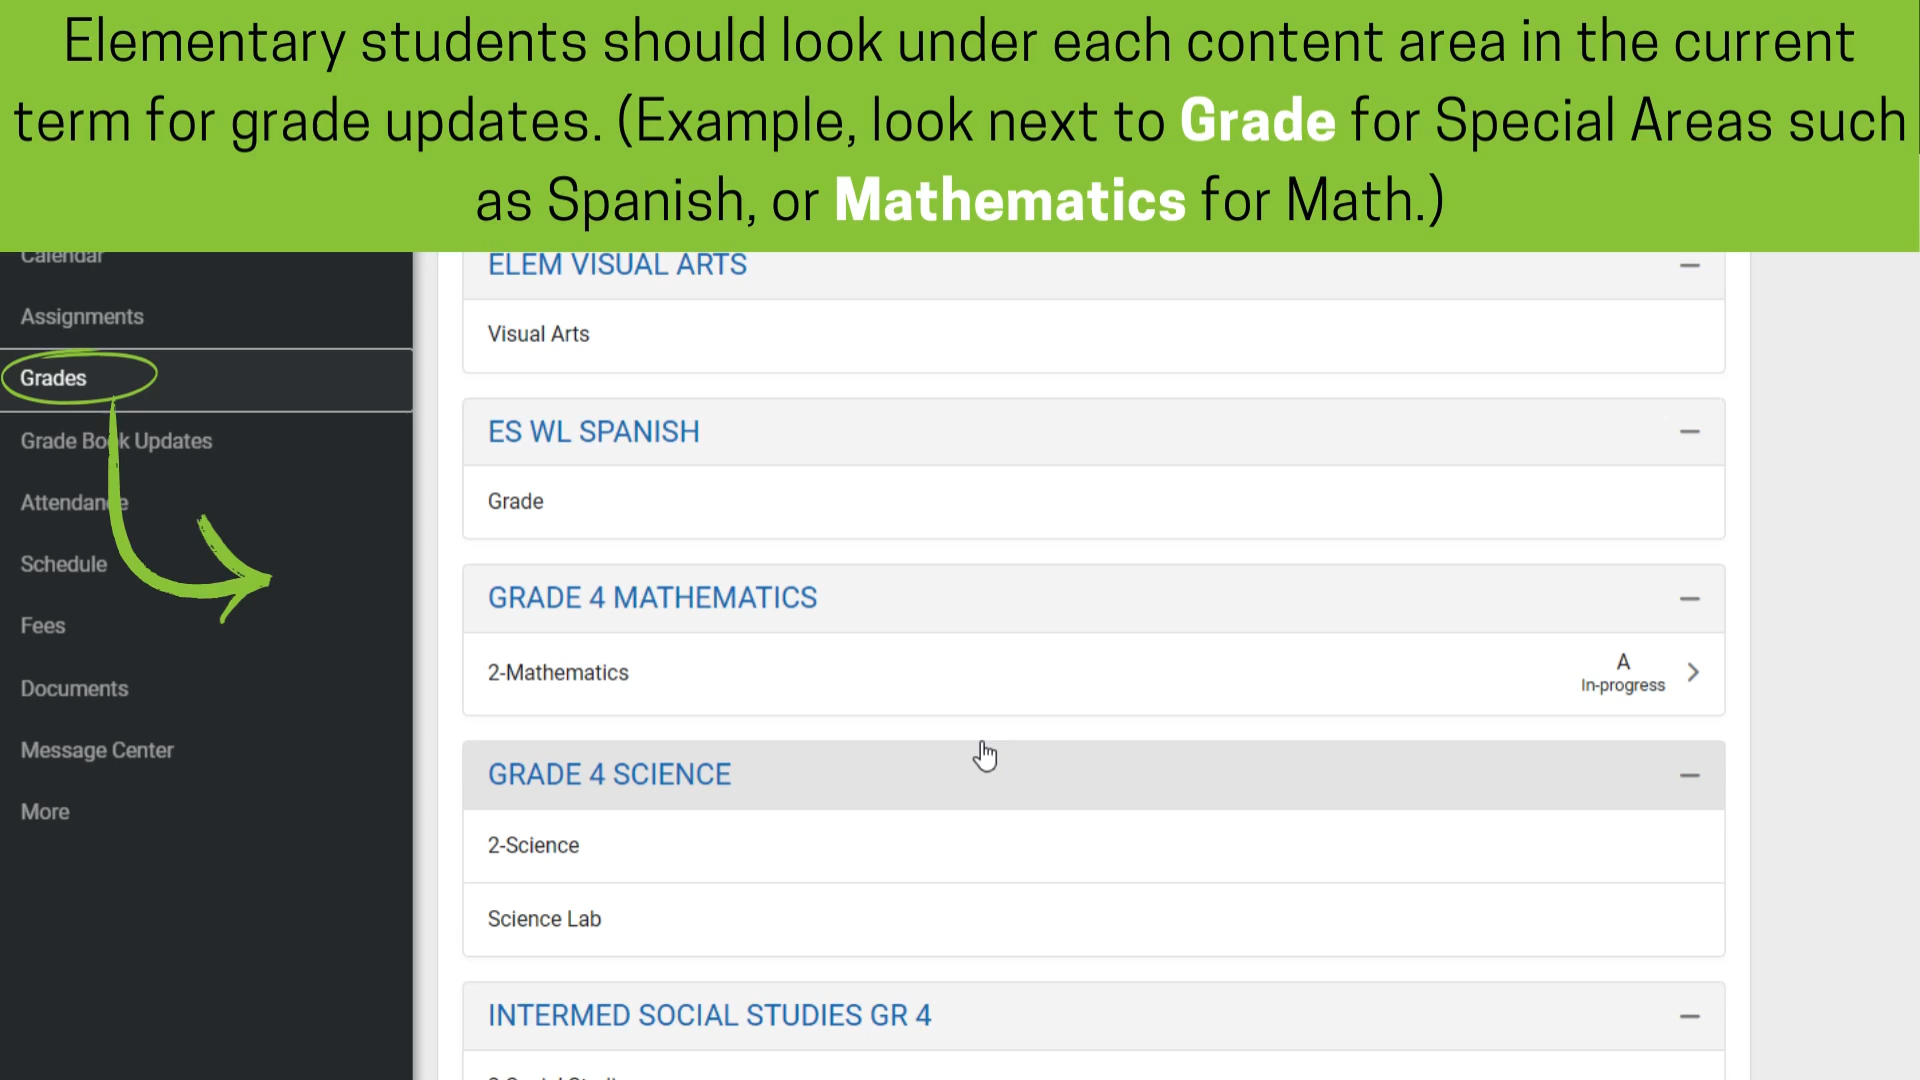 Elementary students should look under each content area in the current
term for grade updates. (Example, look next to Grade for Special Areas such
as Spanish, or Mathematics for Math.)
Calendar
Assignments
Grades
Grade Book Updates
Attendance
Schedule
Fees
Documents
Message Center
More
ELEM VISUAL ARTS
Visual Arts
ES WL SPANISH
Grade
GRADE 4 MATHEMATICS
2-Mathematics
A
In-progress
GRADE 4 SCIENCE
2-Science
Science Lab
INTERMED SOCIAL STUDIES GR 4